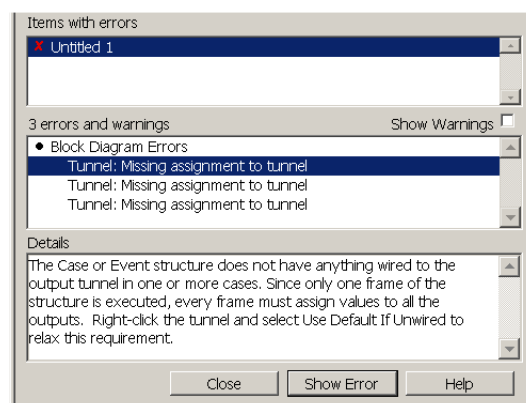 Items with errors
✗ Untitled 1
3 errors and warnings Show Warnings
● Block Diagram Errors
Tunnel: Missing assignment to tunnel
Tunnel: Missing assignment to tunnel
Tunnel: Missing assignment to tunnel
Details
The Case or Event structure does not have anything wired to the
output tunnel in one or more cases. Since only one frame of the
structure is executed, every frame must assign values to all the
outputs. Right-click the tunnel and select Use Default If Unwired to
relax this requirement.
Close Show Error Help